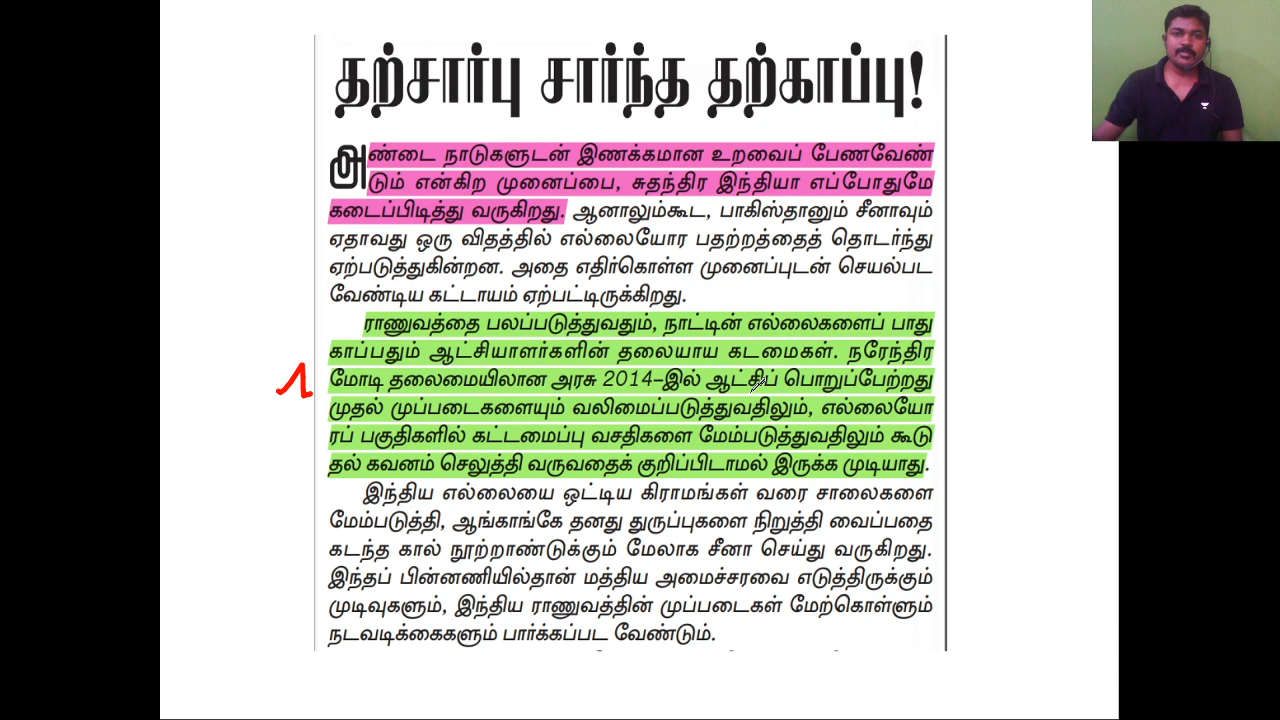 தற்சார்பு சார்ந்த தற்காப்பு!
அண்டை நாடுகளுடன் இணக்கமான உறவைப் பேணவேண்
டும் என்கிற முனைப்பை, சுதந்திர இந்தியா எப்போதுமே
கடைப்பிடித்து வருகிறது. ஆனாலும்கூட, பாகிஸ்தானும் சீனாவும்
ஏதாவது ஒரு விதத்தில் எல்லையோர பதற்றத்தைத் தொடர்ந்து
ஏற்படுத்துகின்றன. அதை எதிர்கொள்ள முனைப்புடன் செயல்பட
வேண்டிய கட்டாயம் ஏற்பட்டிருக்கிறது.
ராணுவத்தை பலப்படுத்துவதும், நாட்டின் எல்லைகளைப் பாது
காப்பதும் ஆட்சியாளர்களின் தலையாய கடமைகள். நரேந்திர
மோடி தலைமையிலான அரசு 2014-இல் ஆட்சிப் பொறுப்பேற்றது
முதல் முப்படைகளையும் வலிமைப்படுத்துவதிலும், எல்லையோ
ரப் பகுதிகளில் கட்டமைப்பு வசதிகளை மேம்படுத்துவதிலும் கூடு
தல் கவனம் செலுத்தி வருவதைக் குறிப்பிடாமல் இருக்க முடியாது.
இந்திய எல்லையை ஒட்டிய கிராமங்கள் வரை சாலைகளை
மேம்படுத்தி, ஆங்காங்கே தனது துருப்புகளை நிறுத்தி வைப்பதை
கடந்த கால் நூற்றாண்டுக்கும் மேலாக சீனா செய்து வருகிறது.
இந்தப் பின்னணியில்தான் மத்திய அமைச்சரவை எடுத்திருக்கும்
முடிவுகளும், இந்திய ராணுவத்தின் முப்படைகள் மேற்கொள்ளும்
நடவடிக்கைகளும் பார்க்கப்பட வேண்டும்.